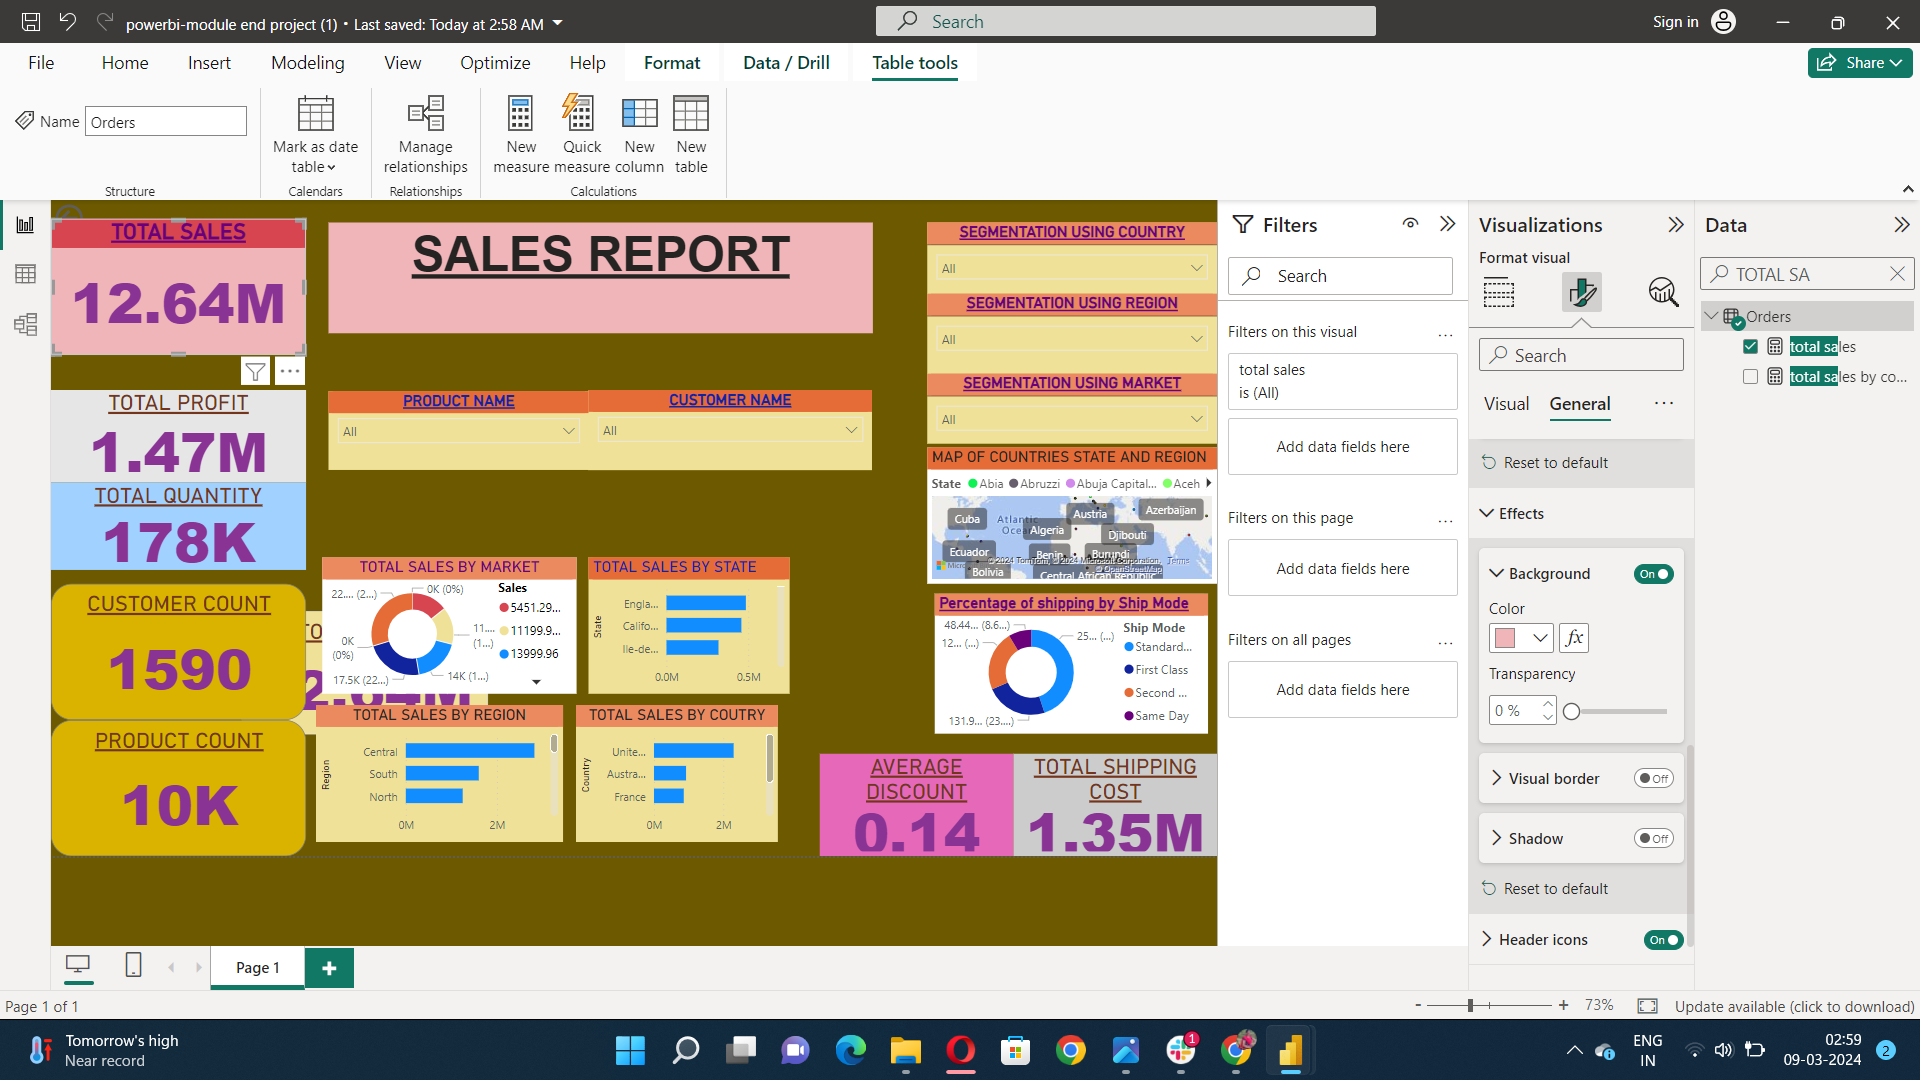 powerbi-module end project (1) • Last saved: Today at 2:58 AM
Search
Sign in
File Home Insert Modeling View Optimize Help Format Data / Drill Table tools
Share
Name Orders
Mark as date table
Manage relationships
New measure
Quick measure
New column
New table
Structure
Calendars
Relationships
Calculations
TOTAL SALES
12.64M
TOTAL PROFIT
1.47M
TOTAL QUANTITY
178K
CUSTOMER COUNT
1590
PRODUCT COUNT
10K
SALES REPORT
PRODUCT NAME
All
CUSTOMER NAME
All
TOTAL SALES BY MARKET
22.... (2...)
0K (0%)
0K (0%)
11.... (1...)
14K (1...)
17.5K (22...)
Sales
5451.29...
11199.9...
13999.96
TOTAL SALES BY STATE
State
Engla...
Califo...
Ile-de...
0.0M 0.5M
TOTAL SALES BY REGION
Region
Central
South
North
0M 2M
TOTAL SALES BY COUTRY
Country
Unite...
Austra...
France
0M 2M
SEGMENTATION USING COUNTRY
All
SEGMENTATION USING REGION
All
SEGMENTATION USING MARKET
All
MAP OF COUNTRIES STATE AND REGION
State Abia Abruzzi Abuja Capital... Aceh
Cuba
Atlantic
Austria
Azerbaijan
Algeria
Djibouti
Ecuador
Benin
Burundi
Bolivia
Central African Republic
© 2024 TomTom, © 2024 Microsoft Corporation, Terms
© OpenStreetMap
Percentage of shipping by Ship Mode
48.44... (8.6...)
12... (...)
25... (...)
131.9... (23....)
Ship Mode
Standard...
First Class
Second ...
Same Day
AVERAGE DISCOUNT
0.14
TOTAL SHIPPING COST
1.35M
Filters
Search
Filters on this visual ...
total sales
is (All)
Add data fields here
Filters on this page ...
Add data fields here
Filters on all pages ...
Add data fields here
Visualizations
Format visual
Search
Visual General ...
Reset to default
Effects
Background On
Color
fx
Transparency
0 %
Visual border Off
Shadow Off
Reset to default
Header icons On
Data
TOTAL SA
Orders
total sales
total sales by co...
Page 1
Page 1 of 1
- + 73%
Update available (click to download)
Tomorrow's high
Near record
1
ENG
IN
02:59
09-03-2024
2